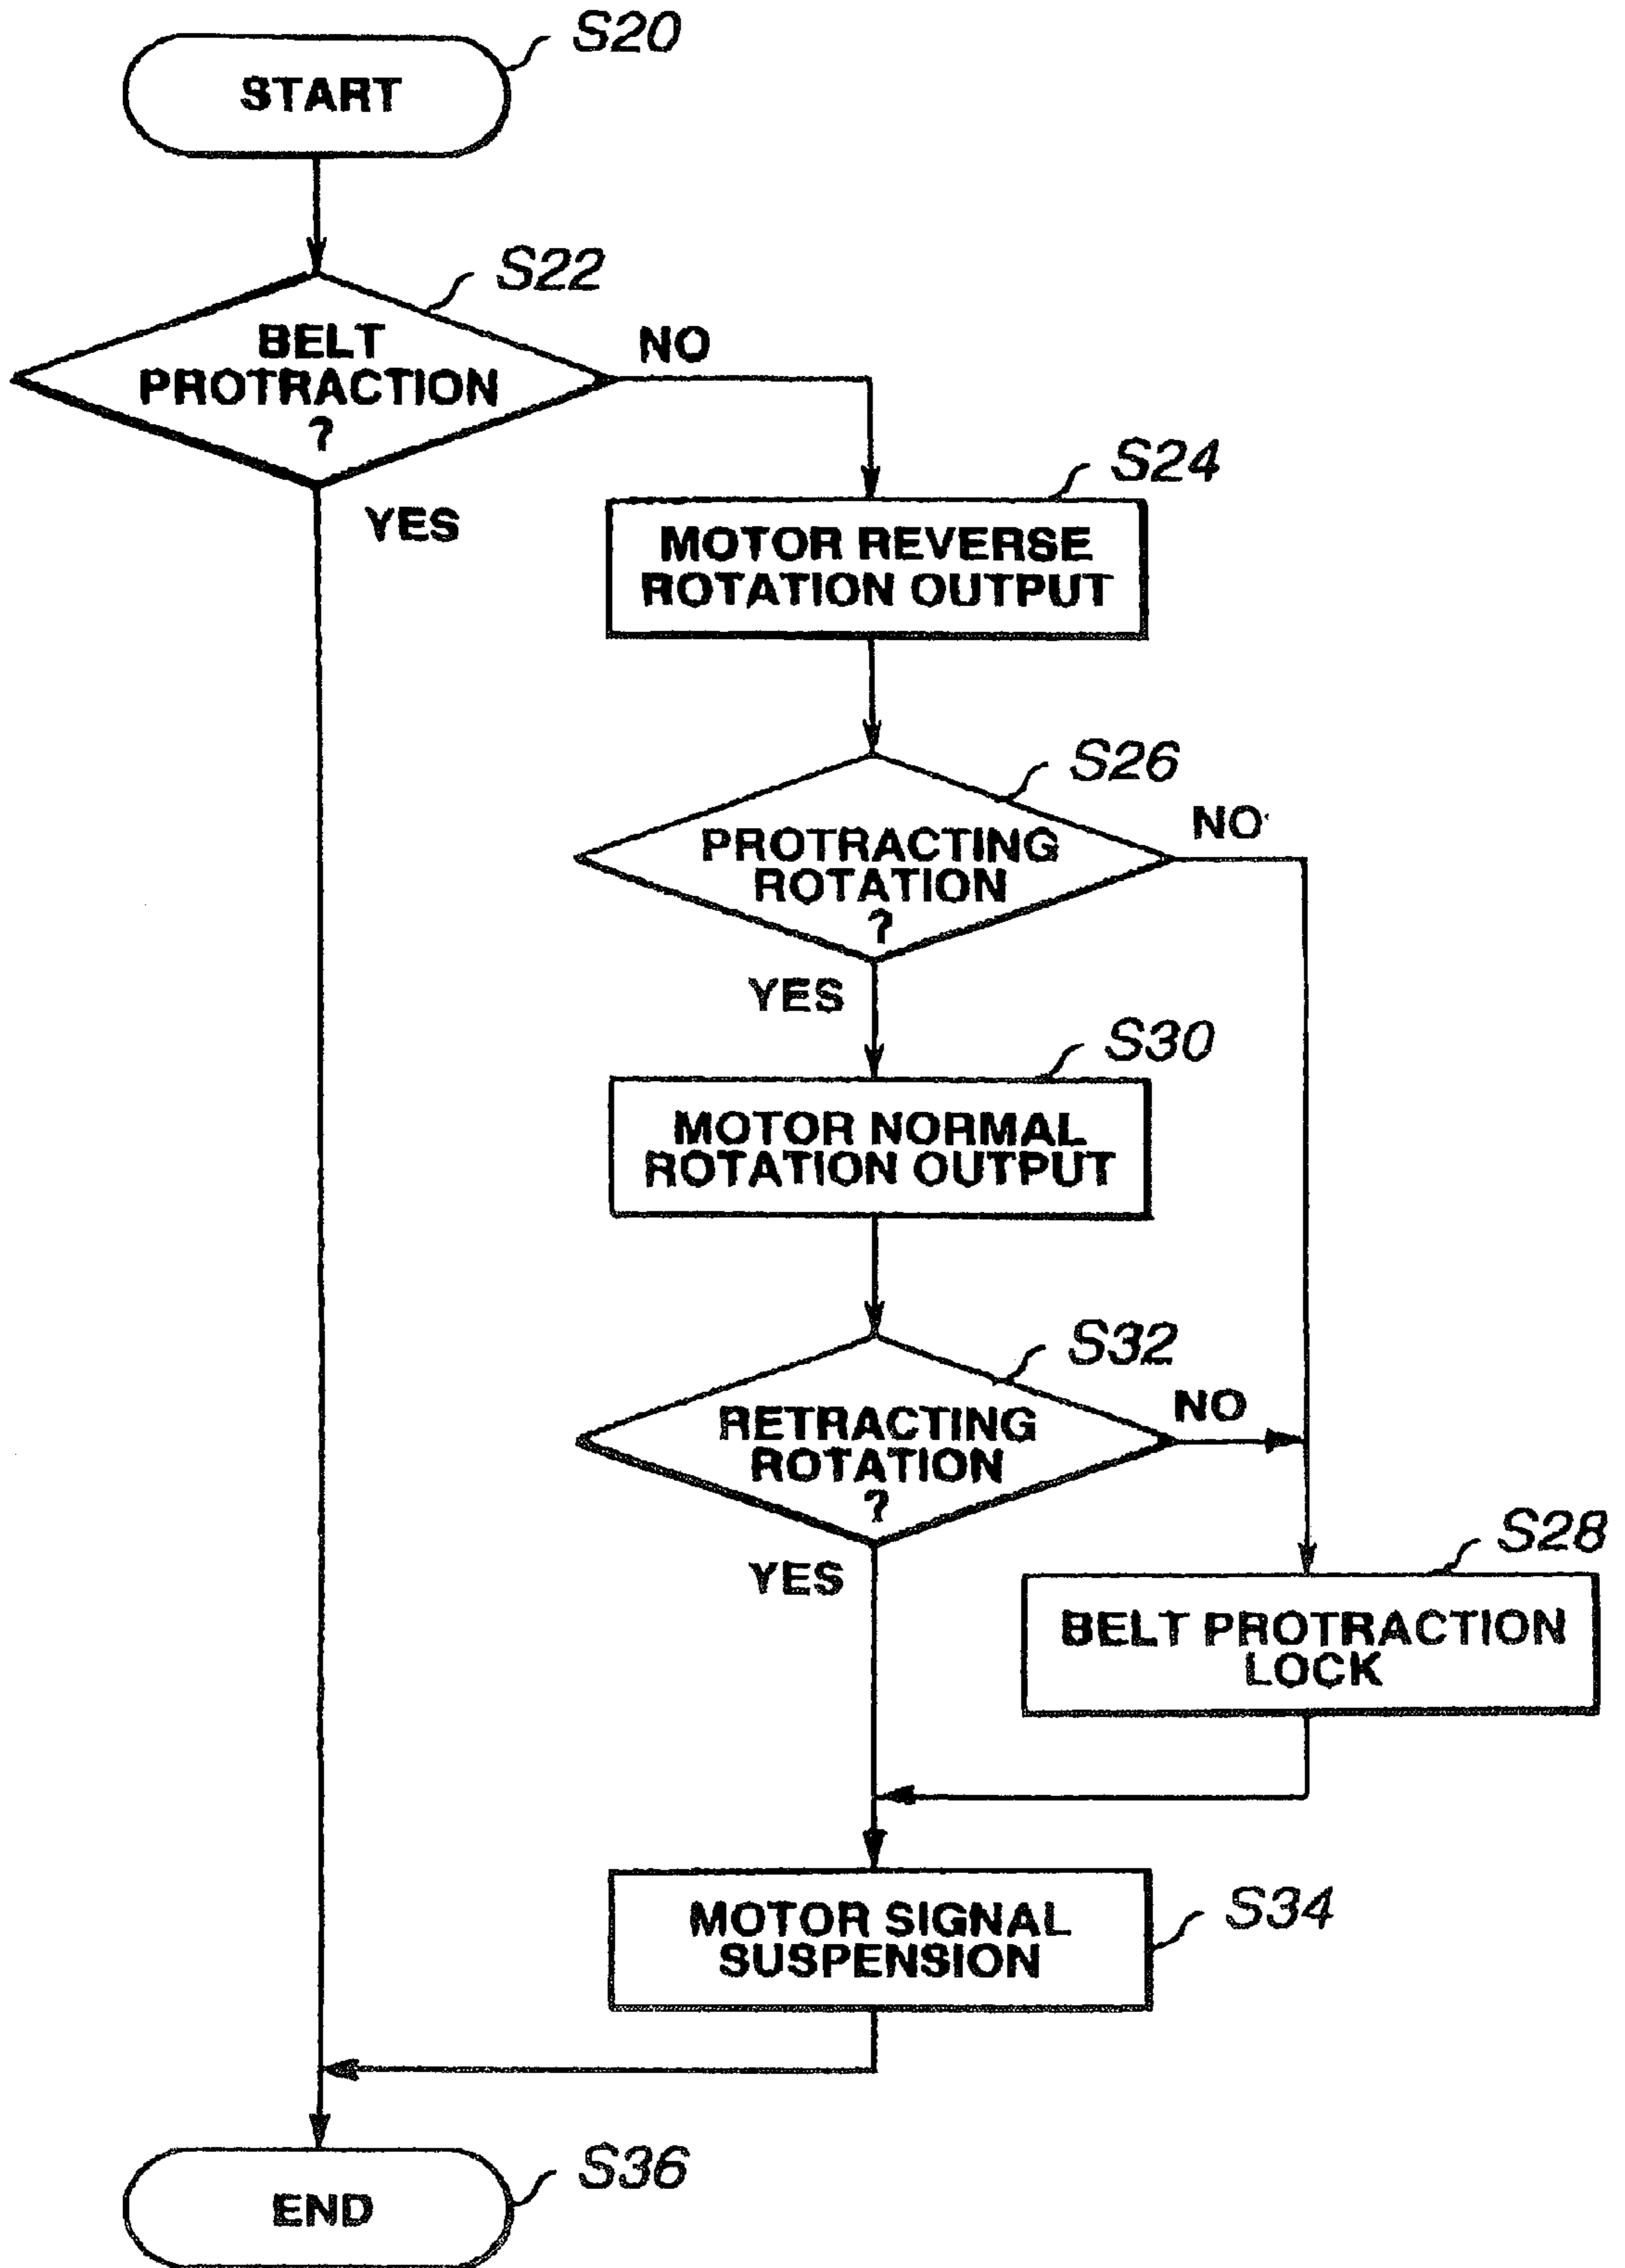 S20
START
S22
BELT
PROTRACTION
?
NO
YES
S24
MOTOR REVERSE
ROTATION OUTPUT
S26
PROTRACTING
ROTATION
?
NO
YES
S30
MOTOR NORMAL
ROTATION OUTPUT
S32
RETRACTING
ROTATION
?
NO
YES
S28
BELT PROTRACTION
LOCK
S34
MOTOR SIGNAL
SUSPENSION
S36
END